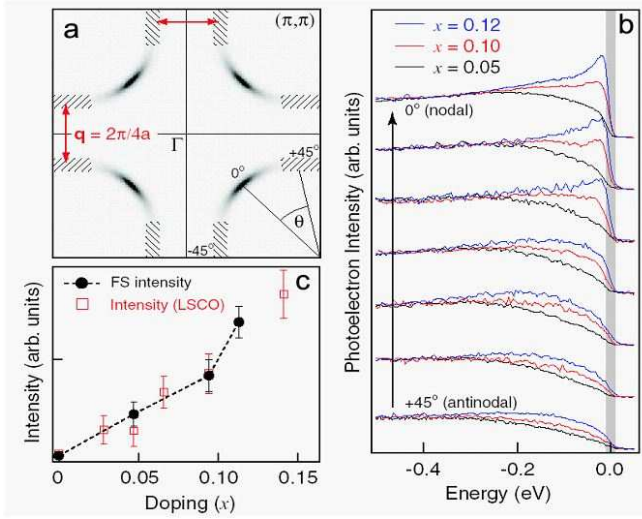 a
(π,π)
q = 2π/4a
Γ
0°
+45°
θ
-45°
b
x = 0.12
x = 0.10
x = 0.05
0° (nodal)
+45° (antinodal)
Photoelectron Intensity (arb. units)
-0.4
-0.2
0.0
Energy (eV)
c
FS intensity
Intensity (LSCO)
Intensity (arb. units)
0
0.05
0.10
0.15
Doping (x)